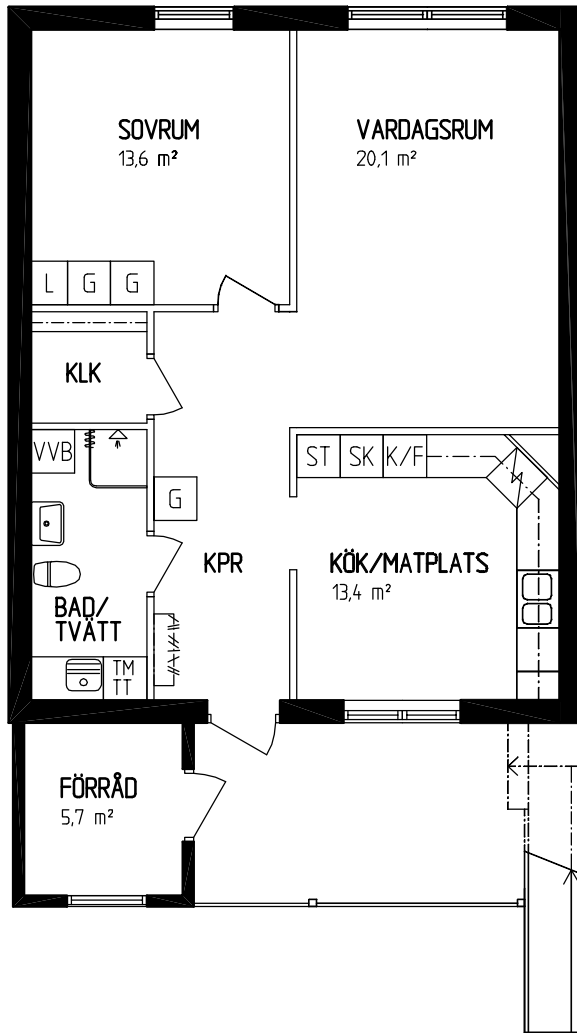 SOVRUM
13,6 m²
VARDAGSRUM
20,1 m²
L G G
KLK
VVB
ST SK K/F
G
KPR
KÖK/MATPLATS
13,4 m²
BAD/
TVÄTT
TM
TT
FÖRRÅD
5,7 m²